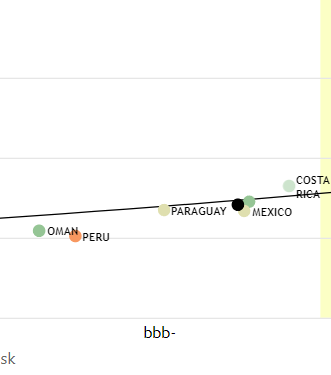 COSTA
RICA
PARAGUAY
MEXICO
OMAN
PERU
bbb-
sk